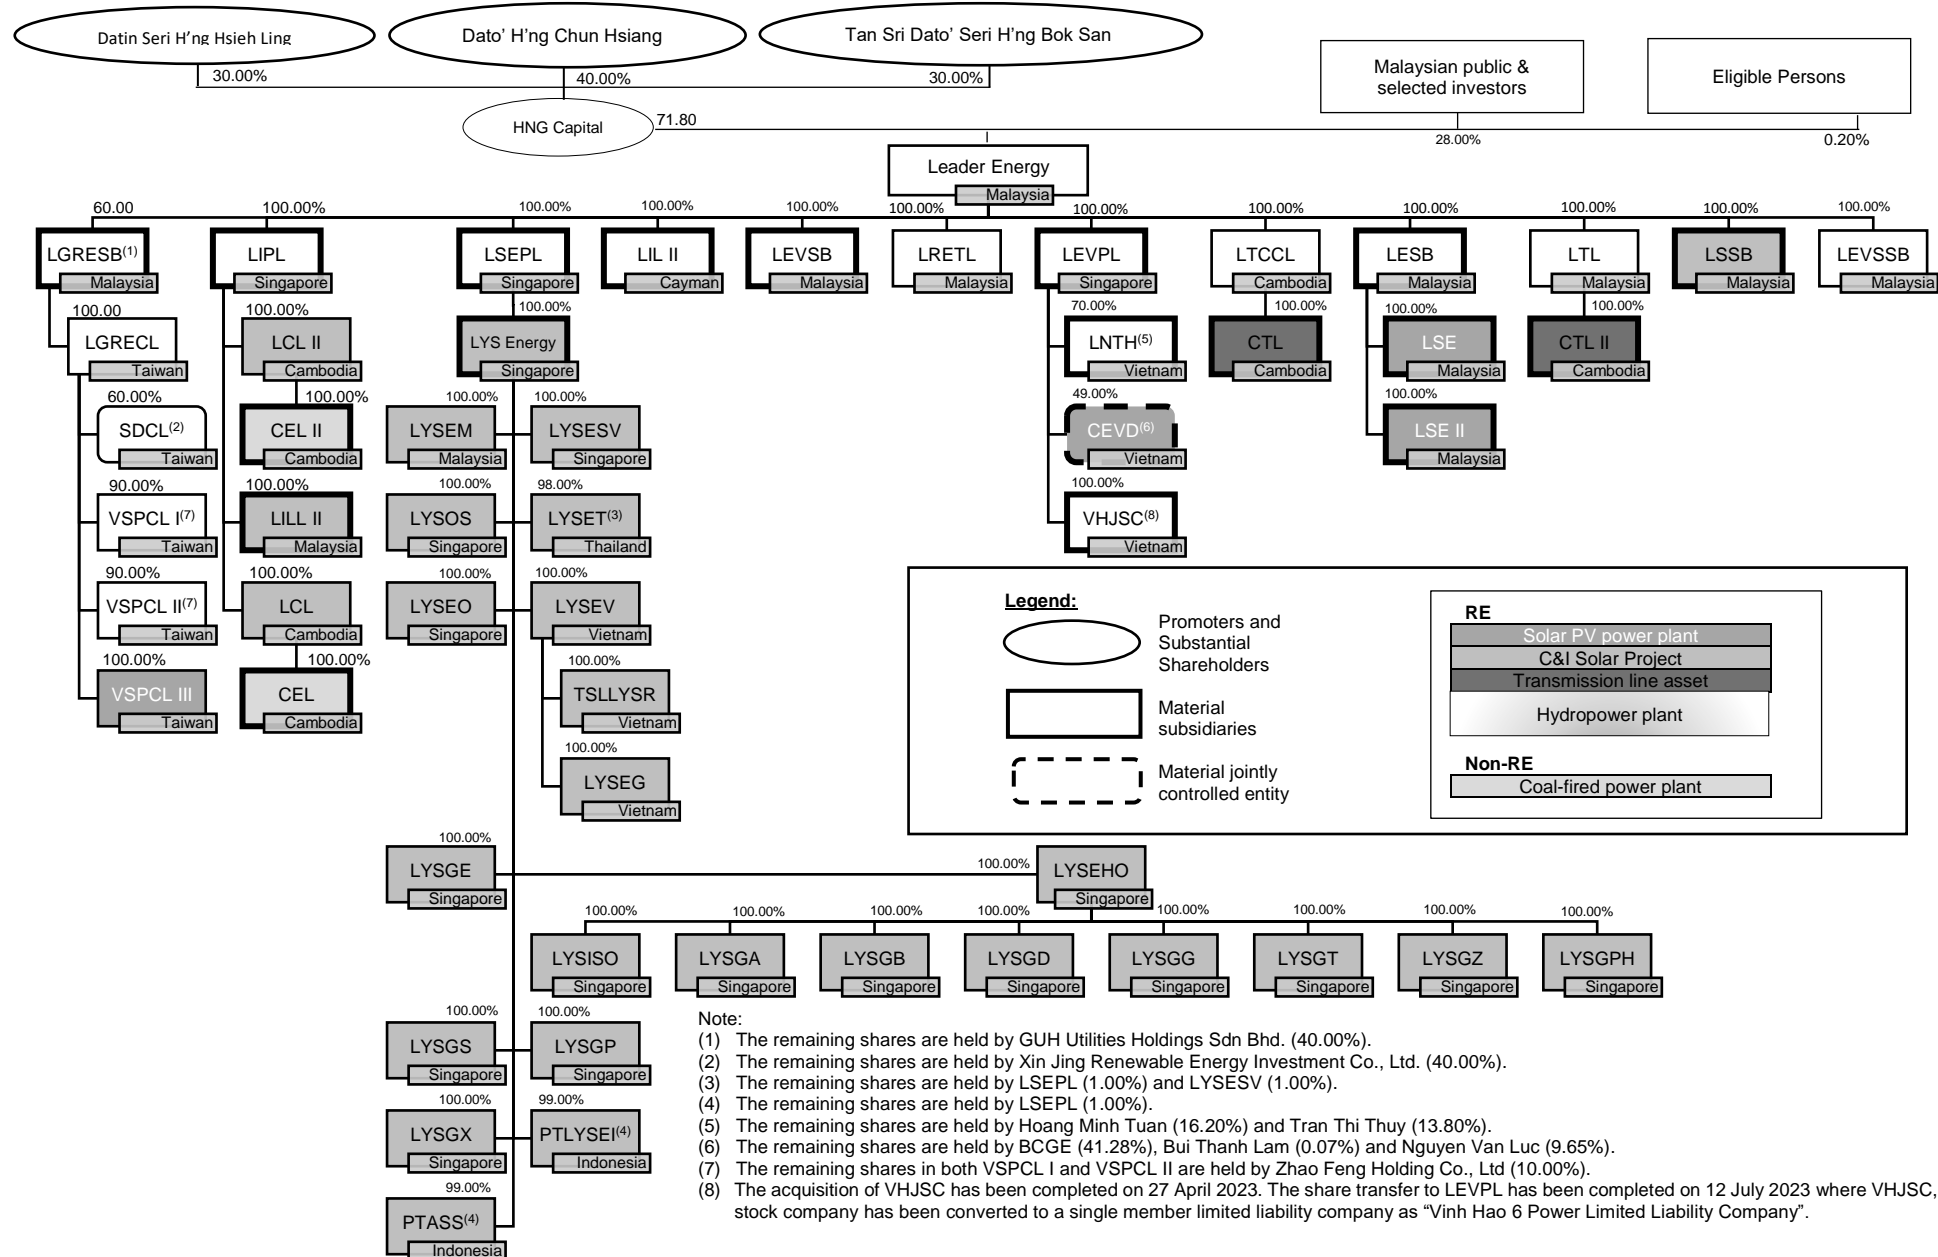 Datin Seri H'ng Hsieh Ling
Dato' H'ng Chun Hsiang
Tan Sri Dato' Seri H'ng Bok San
Malaysian public &
selected investors
Eligible Persons
30.00%
40.00%
30.00%
HNG Capital
71.80
28.00%
0.20%
Leader Energy
Malaysia
60.00
100.00%
100.00%
100.00%
100.00%
100.00%
100.00%
100.00%
100.00%
100.00%
100.00%
100.00%
LGRESB(1)
Malaysia
LIPL
Singapore
LSEPL
Singapore
LIL II
Cayman
LEVSB
Malaysia
LRETL
Malaysia
LEVPL
Singapore
LTCCL
Cambodia
LESB
Malaysia
LTL
Malaysia
LSSB
Malaysia
LEVSSB
Malaysia
100.00
LGRECL
Taiwan
100.00%
LCL II
Cambodia
100.00%
LYS Energy
Singapore
70.00%
LNTH(5)
Vietnam
100.00%
CTL
Cambodia
100.00%
LSE
Malaysia
100.00%
CTL II
Cambodia
60.00%
SDCL(2)
Taiwan
100.00%
CEL II
Cambodia
100.00%
LYSEM
Malaysia
100.00%
LYSESV
Singapore
49.00%
CEVD(6)
Vietnam
100.00%
LSE II
Malaysia
90.00%
VSPCL I(7)
Taiwan
100.00%
LILL II
Malaysia
100.00%
LYSOS
Singapore
98.00%
LYSET(3)
Thailand
100.00%
VHJSC(8)
Vietnam
90.00%
VSPCL II(7)
Taiwan
100.00%
LCL
Cambodia
100.00%
LYSEO
Singapore
100.00%
LYSEV
Vietnam
100.00%
VSPCL III
Taiwan
100.00%
CEL
Cambodia
100.00%
TSLLYSR
Vietnam
100.00%
LYSEG
Vietnam
Legend:
Promoters and
Substantial
Shareholders
Material
subsidiaries
Material jointly
controlled entity
RE
Solar PV power plant
C&I Solar Project
Transmission line asset
Hydropower plant
Non-RE
Coal-fired power plant
100.00%
LYSGE
Singapore
100.00%
LYSEHO
Singapore
100.00%
100.00%
100.00%
100.00%
100.00%
100.00%
100.00%
100.00%
LYSISO
Singapore
LYSGA
Singapore
LYSGB
Singapore
LYSGD
Singapore
LYSGG
Singapore
LYSGT
Singapore
LYSGZ
Singapore
LYSGPH
Singapore
100.00%
LYSGS
Singapore
100.00%
LYSGP
Singapore
100.00%
LYSGX
Singapore
99.00%
PTLYSEI(4)
Indonesia
99.00%
PTASS(4)
Indonesia
Note:
(1) The remaining shares are held by GUH Utilities Holdings Sdn Bhd. (40.00%).
(2) The remaining shares are held by Xin Jing Renewable Energy Investment Co., Ltd. (40.00%).
(3) The remaining shares are held by LSEPL (1.00%) and LYSESV (1.00%).
(4) The remaining shares are held by LSEPL (1.00%).
(5) The remaining shares are held by Hoang Minh Tuan (16.20%) and Tran Thi Thuy (13.80%).
(6) The remaining shares are held by BCGE (41.28%), Bui Thanh Lam (0.07%) and Nguyen Van Luc (9.65%).
(7) The remaining shares in both VSPCL I and VSPCL II are held by Zhao Feng Holding Co., Ltd (10.00%).
(8) The acquisition of VHJSC has been completed on 27 April 2023. The share transfer to LEVPL has been completed on 12 July 2023 where VHJSC,
stock company has been converted to a single member limited liability company as “Vinh Hao 6 Power Limited Liability Company”.